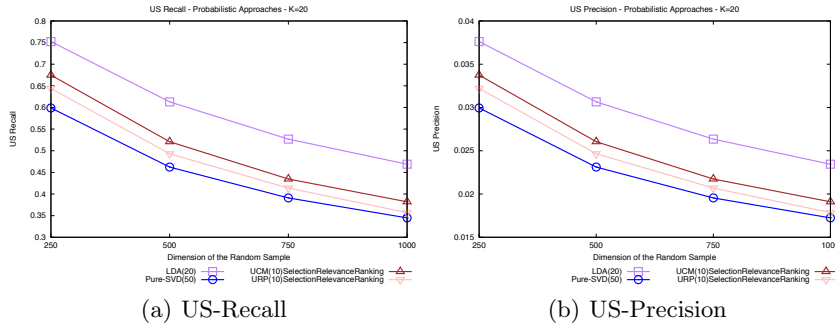 US Recall - Probabilistic Approaches - K=20
0.8
0.75
0.7
0.65
0.6
0.55
0.5
0.45
0.4
0.35
0.3
US Recall
250
500
750
1000
Dimension of the Random Sample
LDA(20)
Pure-SVD(50)
UCM(10)SelectionRelevanceRanking
URP(10)SelectionRelevanceRanking
(a) US-Recall
US Precision - Probabilistic Approaches - K=20
0.04
0.035
0.03
0.025
0.02
0.015
US Precision
250
500
750
1000
Dimension of the Random Sample
LDA(20)
Pure-SVD(50)
UCM(10)SelectionRelevanceRanking
URP(10)SelectionRelevanceRanking
(b) US-Precision